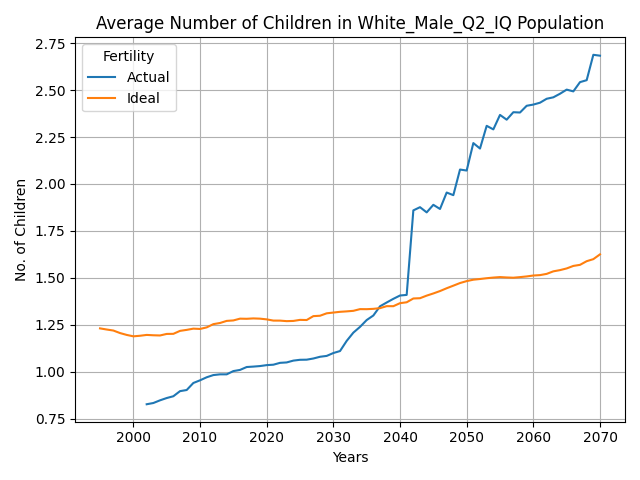 Average Number of Children in White_Male_Q2_IQ Population
2.75
2.50
2.25
2.00
1.75
1.50
1.25
1.00
0.75
No. of Children
Fertility
Actual
Ideal
2000 2010 2020 2030 2040 2050 2060 2070
Years